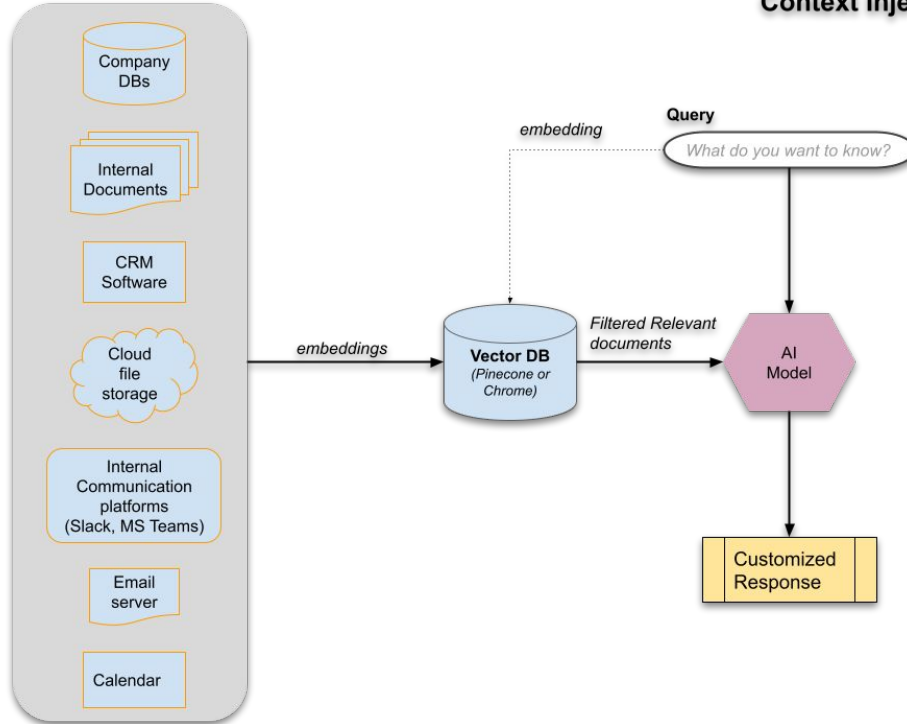 Context Inje
Company
DBs
Internal
Documents
CRM
Software
Cloud
file
storage
Internal
Communication
platforms
(Slack, MS Teams)
Email
server
Calendar
embeddings
embedding
Query
What do you want to know?
Vector DB
(Pinecone or
Chrome)
Filtered Relevant
documents
AI
Model
Customized
Response